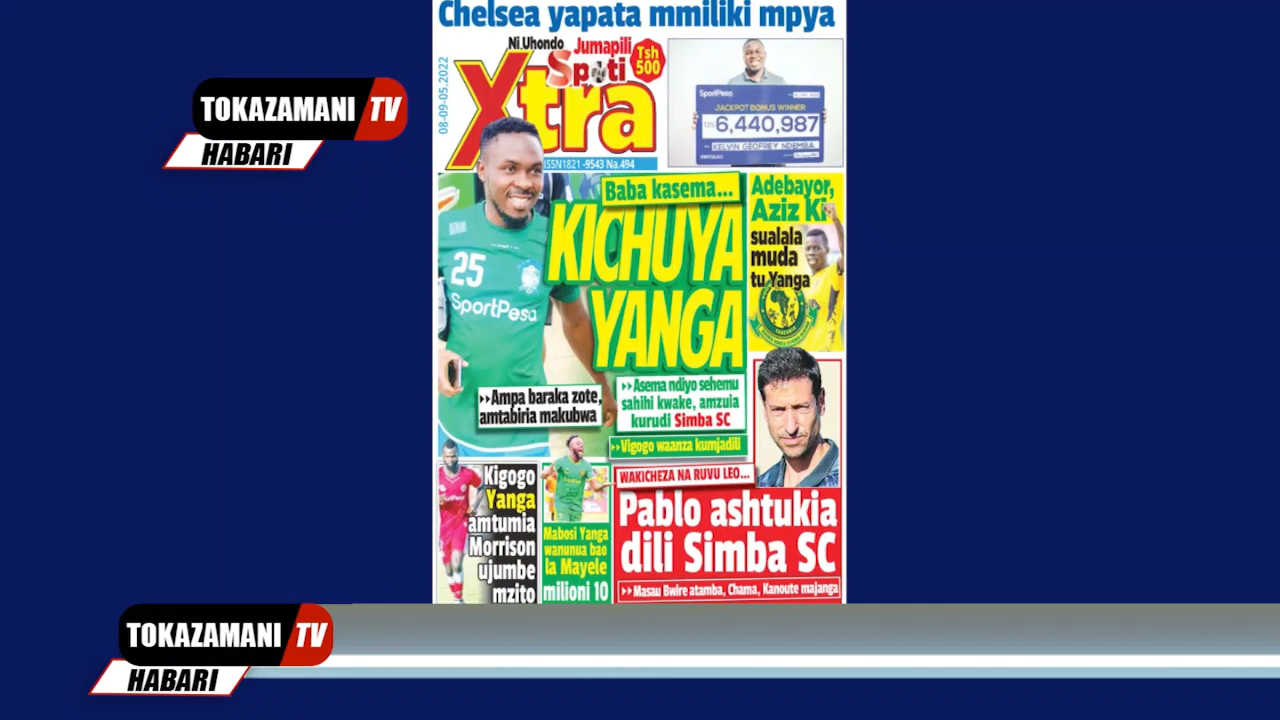 Chelsea yapata mmiliki mpya
08-09-05.2022
Ni Uhondo
Jumapili
Spoti
Xtra
Tsh
500
ISSN1821 -9543 Na.494
SportPesa
JACKPOT BONUS WINNER
6,440,987
KELVIN GEOFREY NDEMBA
TOKAZAMANI TV
HABARI
Baba kasema...
KICHUYA
YANGA
25
SportPesa
Ampa baraka zote,
amtabiria makubwa
Asema ndiyo sehemu
sahihi kwake, amzuia
kurudi Simba SC
Vigogo waanza kumjadili
Adebayor,
Aziz Ki
sualala
muda
tu Yanga
Kigogo
Yanga
amtumia
Morrison
ujumbe
mzito
Mabosi Yanga
wanunua bao
la Mayele
milioni 10
WAKICHEZA NA RUVU LEO...
Pablo ashtukia
dili Simba SC
Masau Bwire atamba, Chama, Kanoute majanga
TOKAZAMANI TV
HABARI